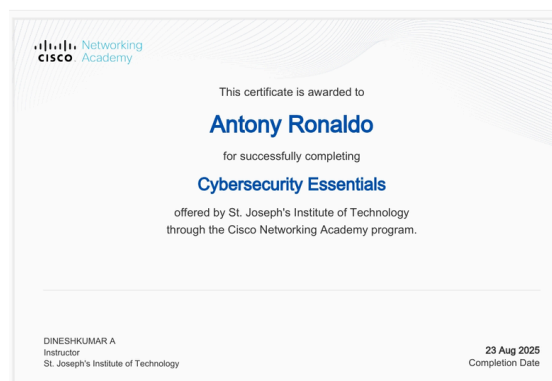 Networking
CISCO. Academy
This certificate is awarded to
Antony Ronaldo
for successfully completing
Cybersecurity Essentials
offered by St. Joseph's Institute of Technology
through the Cisco Networking Academy program.
DINESHKUMAR A
Instructor
St. Joseph's Institute of Technology
23 Aug 2025
Completion Date